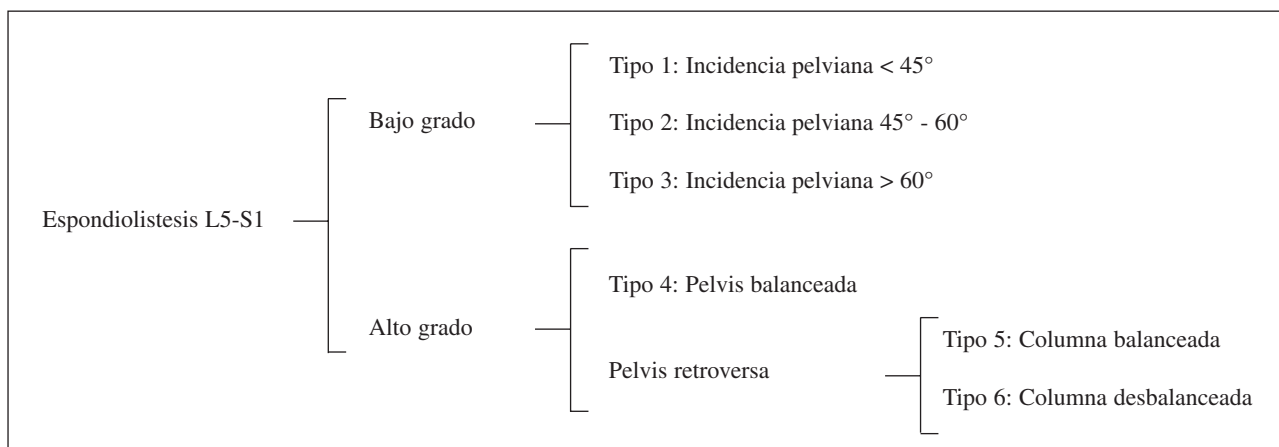 Espondiolistesis L5-S1
Bajo grado
Tipo 1: Incidencia pelviana < 45°
Tipo 2: Incidencia pelviana 45° - 60°
Tipo 3: Incidencia pelviana > 60°
Alto grado
Tipo 4: Pelvis balanceada
Pelvis retroversa
Tipo 5: Columna balanceada
Tipo 6: Columna desbalanceada